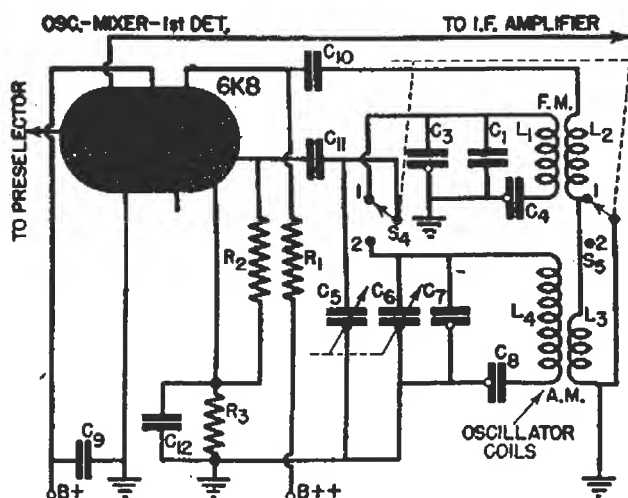 OSC.-MIXER-1st DET.
TO I.F. AMPLIFIER
6K8
C10
F.M.
C11
C3
C1
L1
L2
TO PRESELECTOR
C4
1
S4
1
2
2
S5
R2
R1
C5
C6
C7
L4
L3
C8
A.M.
OSCILLATOR
COILS
R3
C12
C9
B+
B++